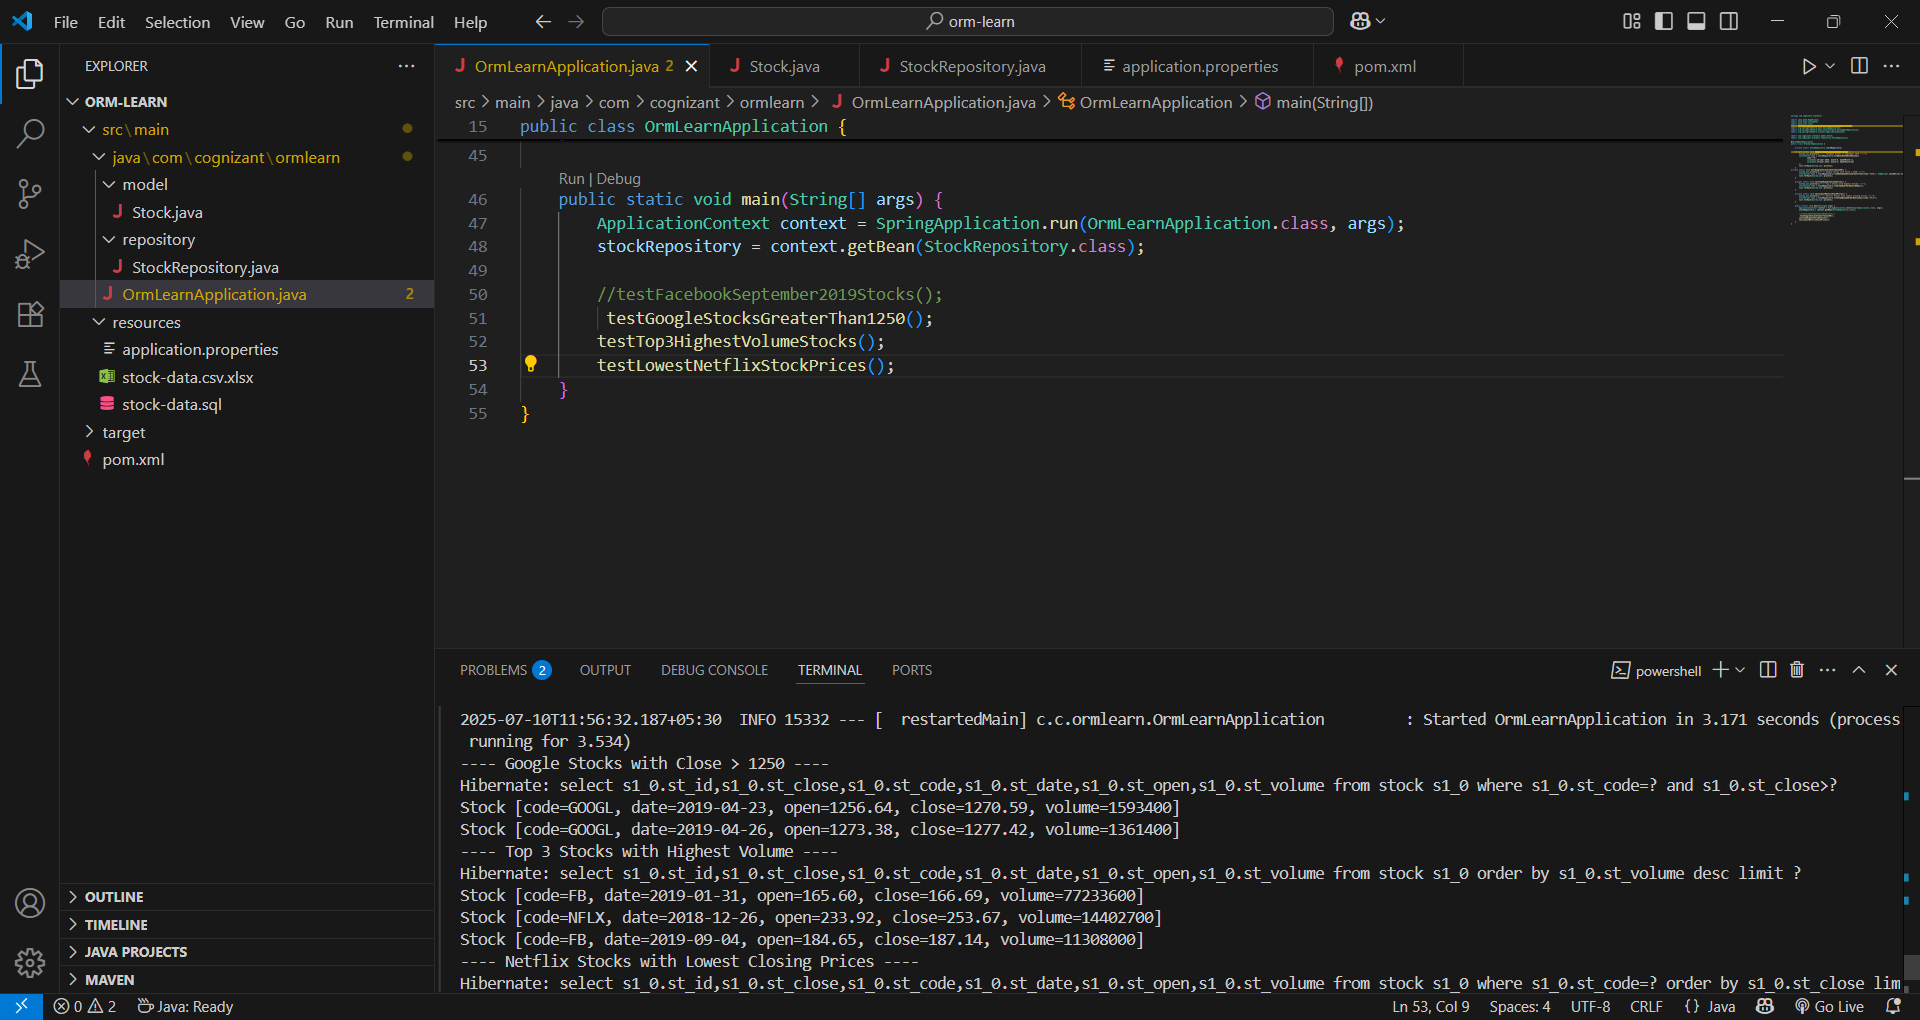 File Edit Selection View Go Run Terminal Help
orm-learn
EXPLORER
ORM-LEARN
src\main
java\com\cognizant\ormlearn
model
Stock.java
repository
StockRepository.java
OrmLearnApplication.java 2
resources
application.properties
stock-data.csv.xlsx
stock-data.sql
target
pom.xml
OUTLINE
TIMELINE
JAVA PROJECTS
MAVEN
OrmLearnApplication.java 2 Stock.java StockRepository.java application.properties pom.xml
src > main > java > com > cognizant > ormlearn > OrmLearnApplication.java > OrmLearnApplication > main(String[])
15 public class OrmLearnApplication {
45
Run | Debug
46 public static void main(String[] args) {
47 ApplicationContext context = SpringApplication.run(OrmLearnApplication.class, args);
48 stockRepository = context.getBean(StockRepository.class);
49
50 //testFacebookSeptember2019Stocks();
51 testGoogleStocksGreaterThan1250();
52 testTop3HighestVolumeStocks();
53 testLowestNetflixStockPrices();
54 }
55 }
PROBLEMS 2 OUTPUT DEBUG CONSOLE TERMINAL PORTS
powershell
2025-07-10T11:56:32.187+05:30  INFO 15332 --- [  restartedMain] c.c.ormlearn.OrmLearnApplication         : Started OrmLearnApplication in 3.171 seconds (process
running for 3.534)
---- Google Stocks with Close > 1250 ----
Hibernate: select s1_0.st_id,s1_0.st_close,s1_0.st_code,s1_0.st_date,s1_0.st_open,s1_0.st_volume from stock s1_0 where s1_0.st_code=? and s1_0.st_close>?
Stock [code=GOOGL, date=2019-04-23, open=1256.64, close=1270.59, volume=1593400]
Stock [code=GOOGL, date=2019-04-26, open=1273.38, close=1277.42, volume=1361400]
---- Top 3 Stocks with Highest Volume ----
Hibernate: select s1_0.st_id,s1_0.st_close,s1_0.st_code,s1_0.st_date,s1_0.st_open,s1_0.st_volume from stock s1_0 order by s1_0.st_volume desc limit ?
Stock [code=FB, date=2019-01-31, open=165.60, close=166.69, volume=77233600]
Stock [code=NFLX, date=2018-12-26, open=233.92, close=253.67, volume=14402700]
Stock [code=FB, date=2019-09-04, open=184.65, close=187.14, volume=11308000]
---- Netflix Stocks with Lowest Closing Prices ----
Hibernate: select s1_0.st_id,s1_0.st_close,s1_0.st_code,s1_0.st_date,s1_0.st_open,s1_0.st_volume from stock s1_0 where s1_0.st_code=? order by s1_0.st_close lim
0 2 Java: Ready Ln 53, Col 9 Spaces: 4 UTF-8 CRLF {} Java Go Live